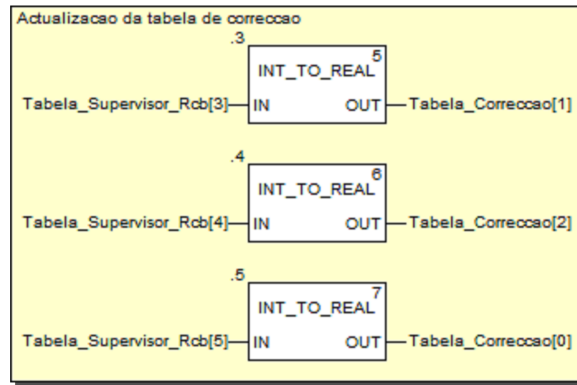 Actualizacao da tabela de correccao
.3
5
INT_TO_REAL
Tabela_Supervisor_Rcb[3] IN OUT Tabela_Correccao[1]
.4
6
INT_TO_REAL
Tabela_Supervisor_Rcb[4] IN OUT Tabela_Correccao[2]
.5
7
INT_TO_REAL
Tabela_Supervisor_Rcb[5] IN OUT Tabela_Correccao[0]